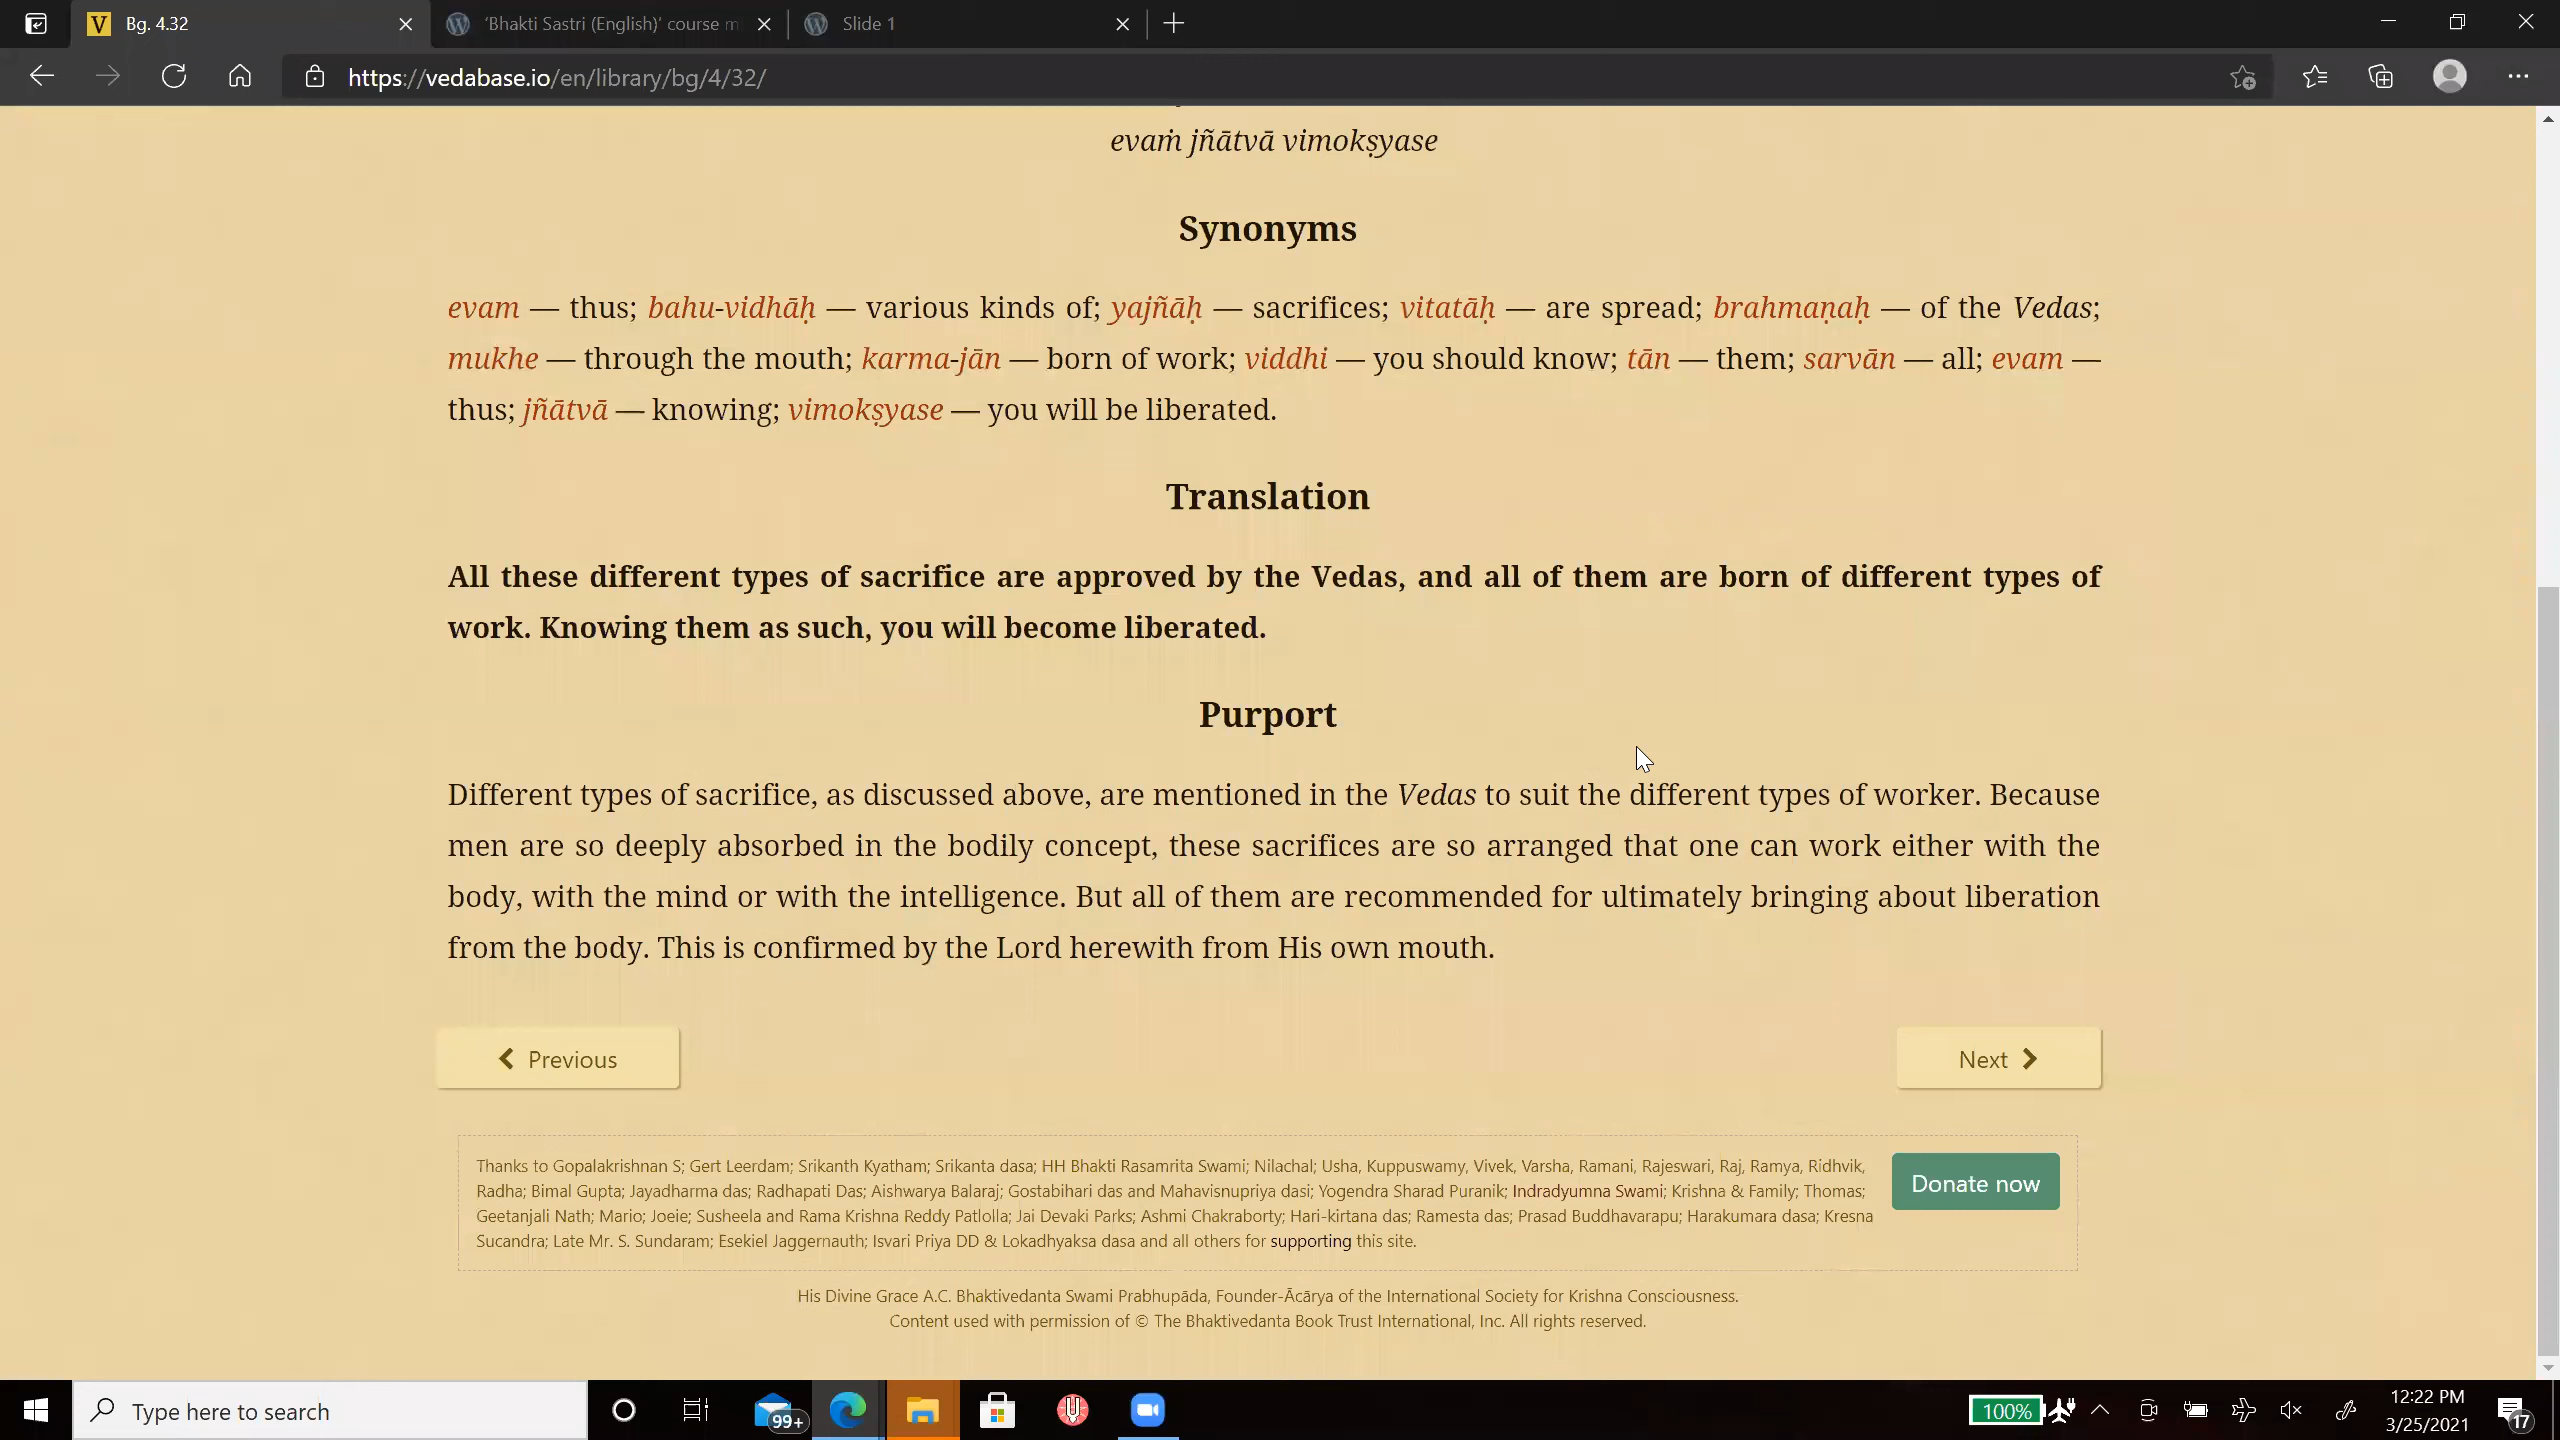 Bg. 4.32
'Bhakti Sastri (English)' course m
Slide 1
https://vedabase.io/en/library/bg/4/32/
evaṁ jñātvā vimokṣyase
Synonyms
evam — thus; bahu-vidhāḥ — various kinds of; yajñāḥ — sacrifices; vitatāḥ — are spread; brahmaṇaḥ — of the Vedas;
mukhe — through the mouth; karma-jān — born of work; viddhi — you should know; tān — them; sarvān — all; evam —
thus; jñātvā — knowing; vimokṣyase — you will be liberated.
Translation
All these different types of sacrifice are approved by the Vedas, and all of them are born of different types of
work. Knowing them as such, you will become liberated.
Purport
Different types of sacrifice, as discussed above, are mentioned in the Vedas to suit the different types of worker. Because
men are so deeply absorbed in the bodily concept, these sacrifices are so arranged that one can work either with the
body, with the mind or with the intelligence. But all of them are recommended for ultimately bringing about liberation
from the body. This is confirmed by the Lord herewith from His own mouth.
Previous
Next
Thanks to Gopalakrishnan S; Gert Leerdam; Srikanth Kyatham; Srikanta dasa; HH Bhakti Rasamrita Swami; Nilachal; Usha, Kuppuswamy, Vivek, Varsha, Ramani, Rajeswari, Raj, Ramya, Ridhvik,
Radha; Bimal Gupta; Jayadharma das; Radhapati Das; Aishwarya Balaraj; Gostabihari das and Mahavisnupriya dasi; Yogendra Sharad Puranik; Indradyumna Swami; Krishna & Family; Thomas;
Geetanjali Nath; Mario; Joeie; Susheela and Rama Krishna Reddy Patlolla; Jai Devaki Parks; Ashmi Chakraborty; Hari-kirtana das; Ramesta das; Prasad Buddhavarapu; Harakumara dasa; Kresna
Sucandra; Late Mr. S. Sundaram; Esekiel Jaggernauth; Isvari Priya DD & Lokadhyaksa dasa and all others for supporting this site.
Donate now
His Divine Grace A.C. Bhaktivedanta Swami Prabhupāda, Founder-Ācārya of the International Society for Krishna Consciousness.
Content used with permission of © The Bhaktivedanta Book Trust International, Inc. All rights reserved.
Type here to search
99+
100%
12:22 PM
3/25/2021
17